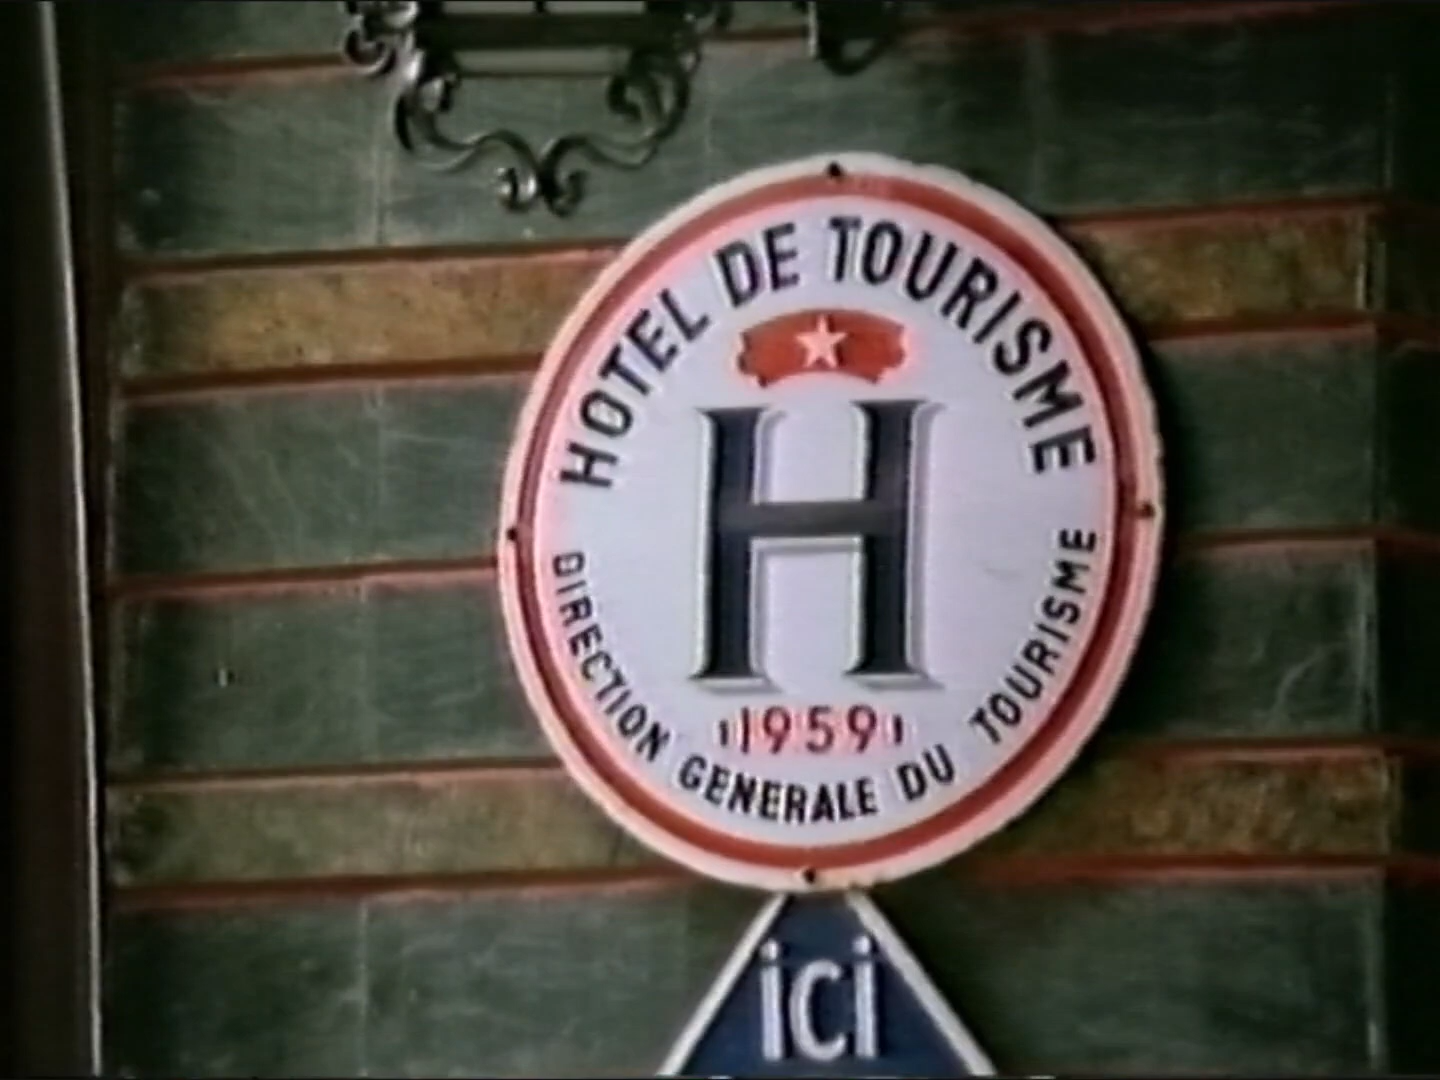 HOTEL DE TOURISME
H
1959
DIRECTION GENERALE DU TOURISME
ici